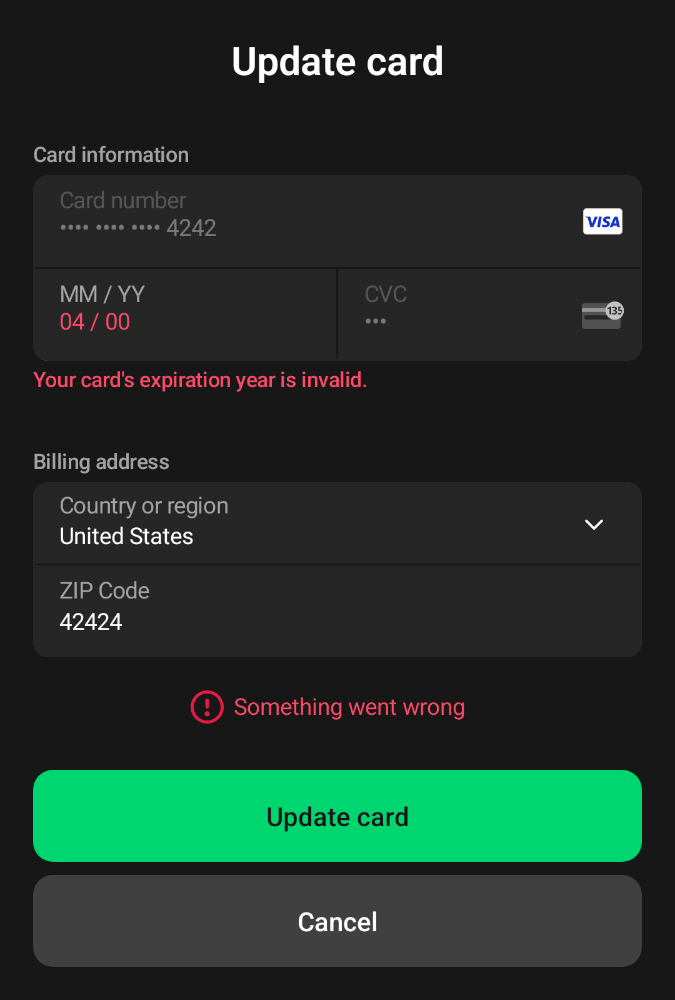 Update card
Card information
Card number
•••• •••• •••• 4242
VISA
MM / YY
04 / 00
CVC
•••
135
Your card's expiration year is invalid.
Billing address
Country or region
United States
ZIP Code
42424
Something went wrong
Update card
Cancel